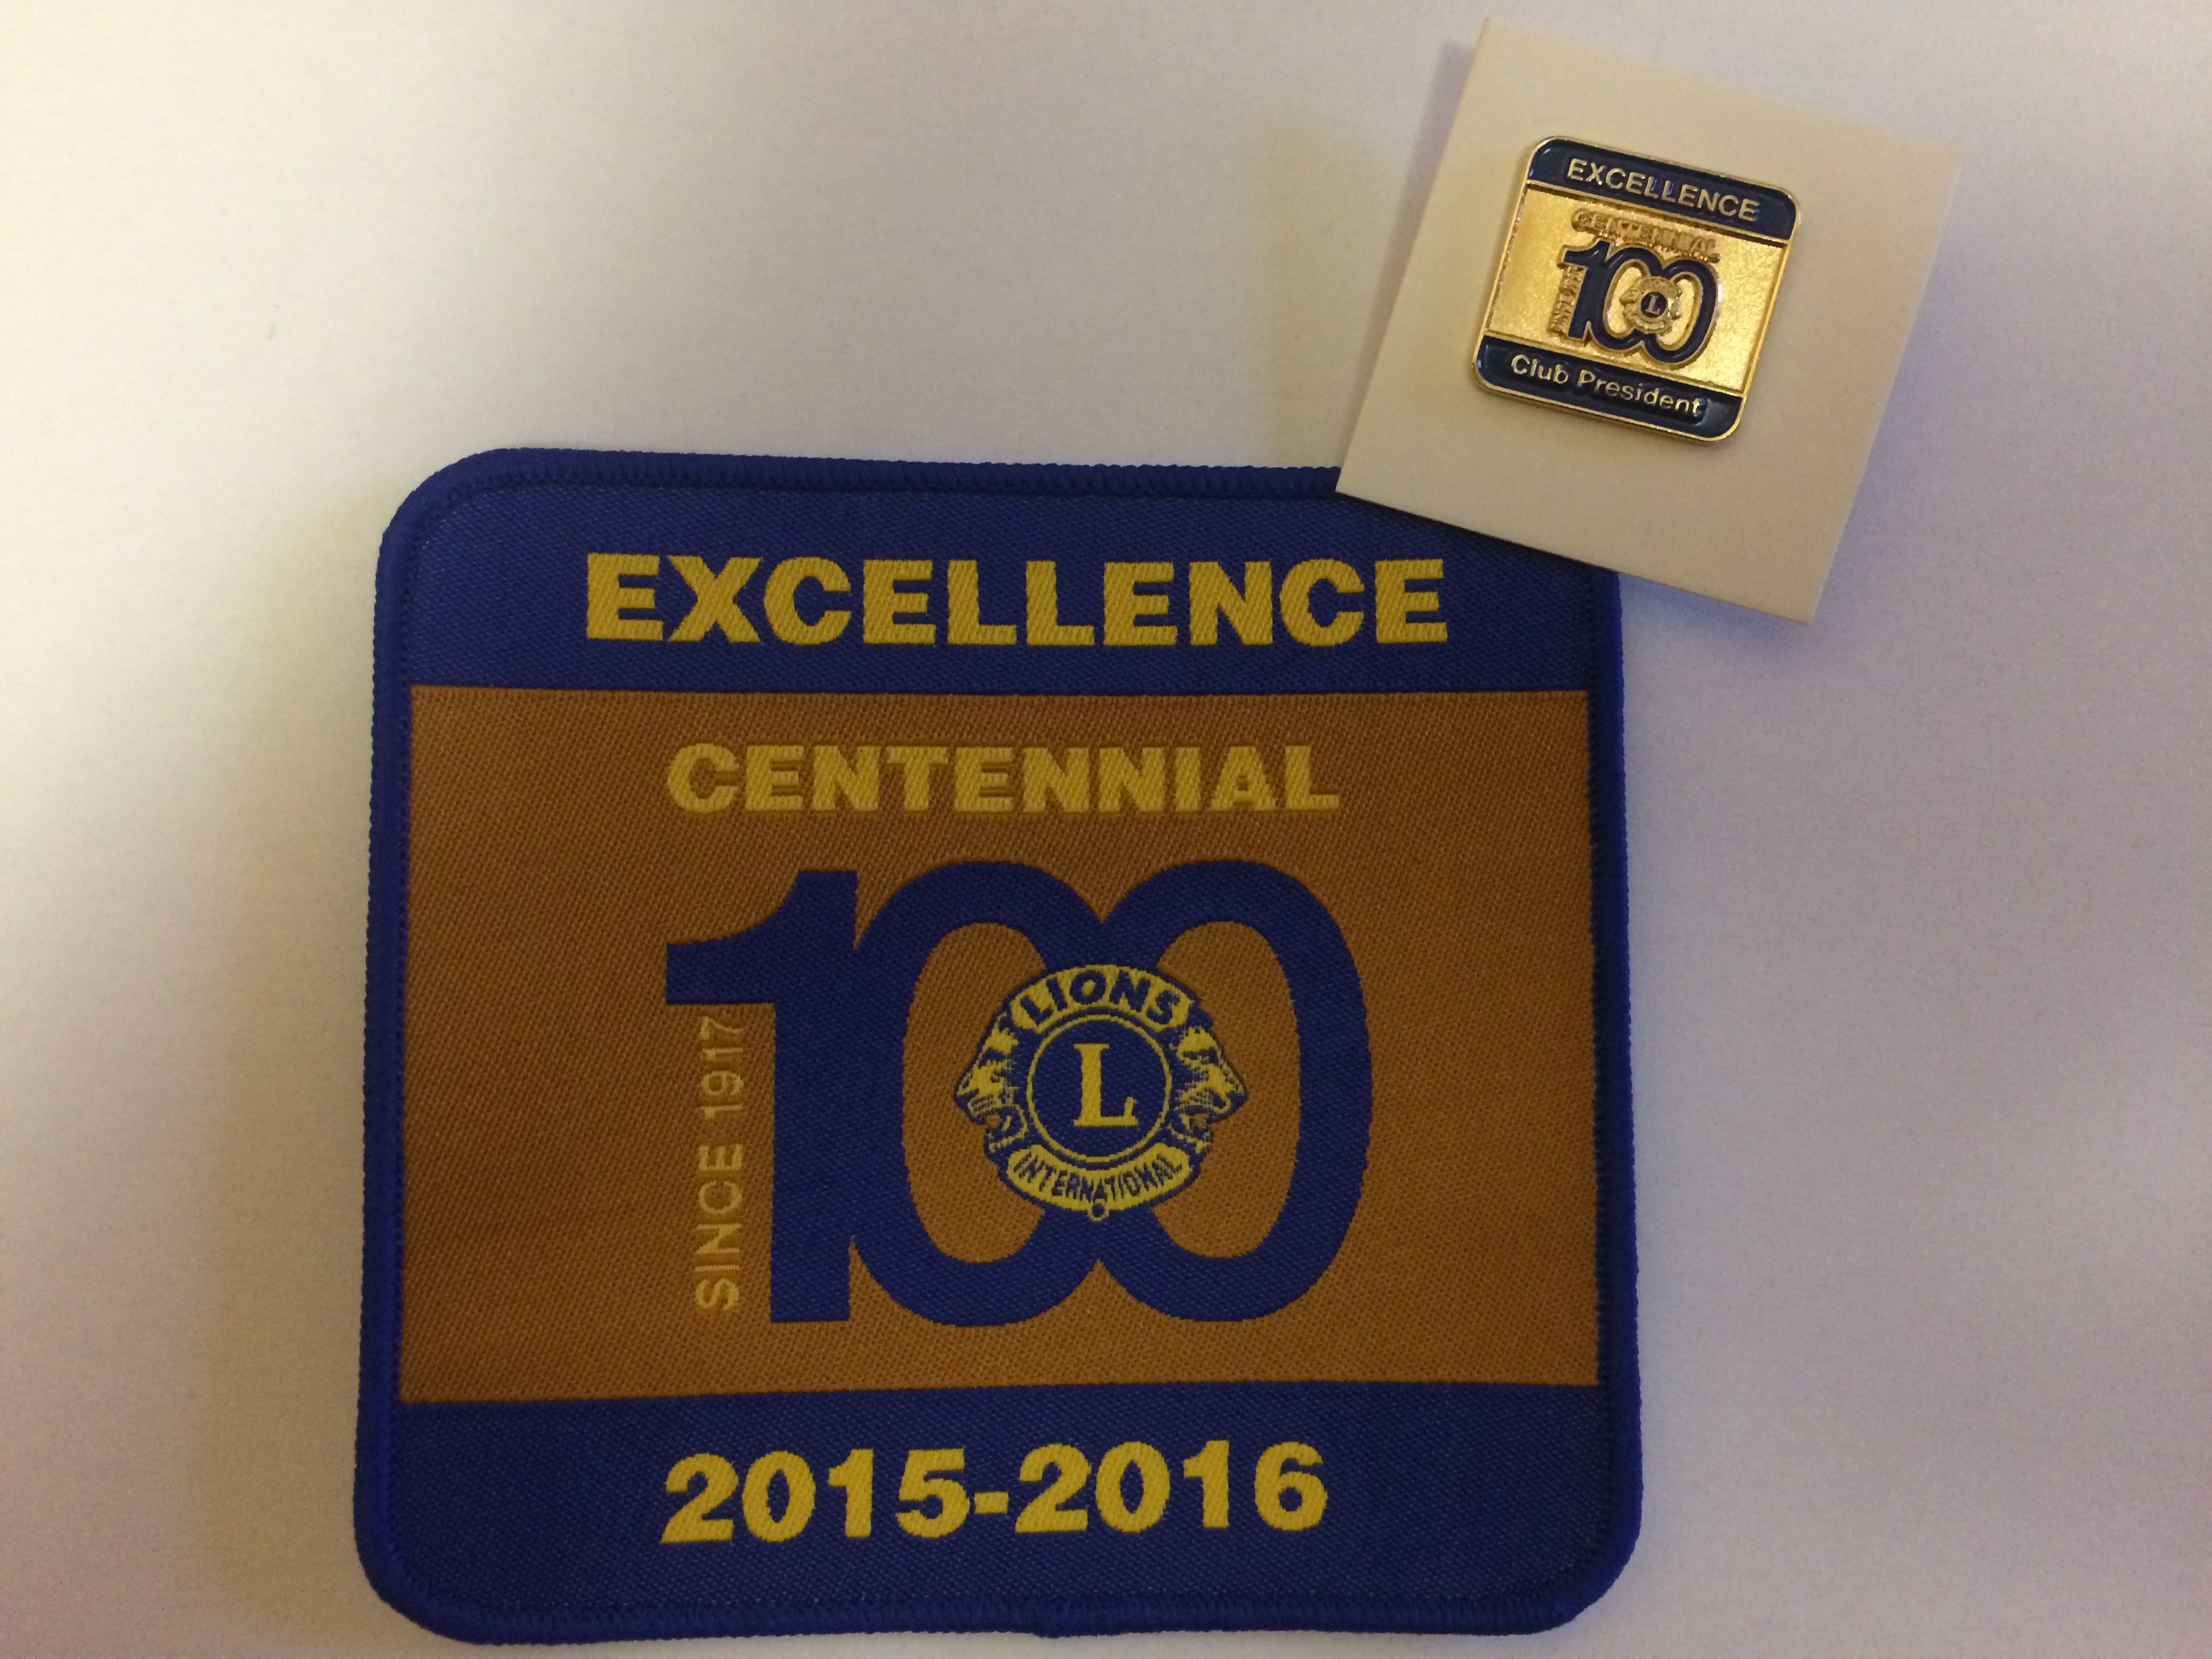 EXCELLENCE
CENTENNIAL
100
L
Club President
EXCELLENCE
CENTENNIAL
100
SINCE 1917
LIONS
L
INTERNATIONAL
2015-2016